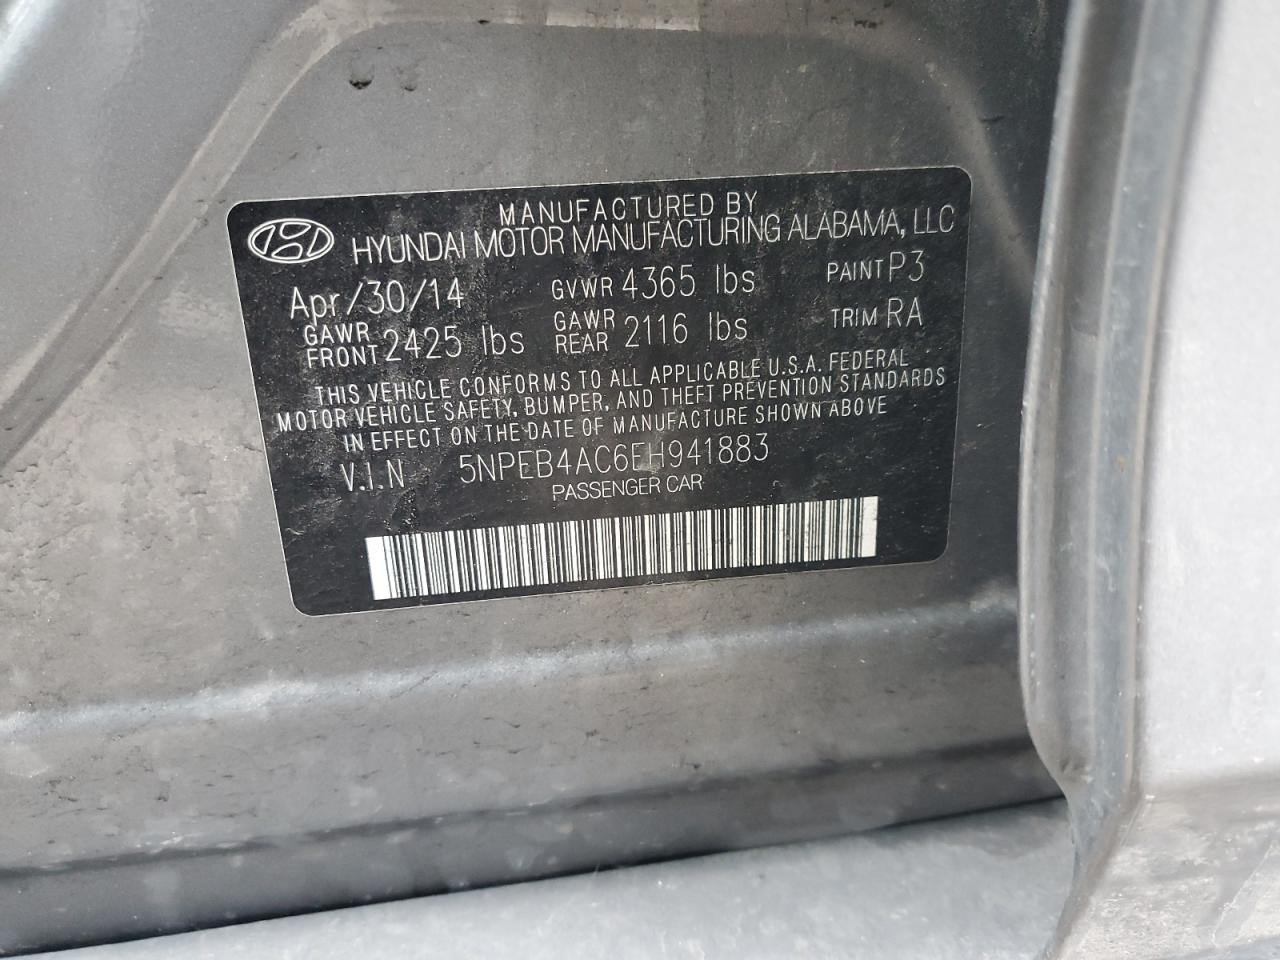 MANUFACTURED BY
HYUNDAI MOTOR MANUFACTURING ALABAMA, LLC
Apr/30/14 GVWR 4365 lbs PAINT P3
GAWR FRONT 2425 lbs GAWR REAR 2116 lbs TRIM RA
THIS VEHICLE CONFORMS TO ALL APPLICABLE U.S.A. FEDERAL
MOTOR VEHICLE SAFETY, BUMPER, AND THEFT PREVENTION STANDARDS
IN EFFECT ON THE DATE OF MANUFACTURE SHOWN ABOVE
V.I.N 5NPEB4AC6EH941883
PASSENGER CAR